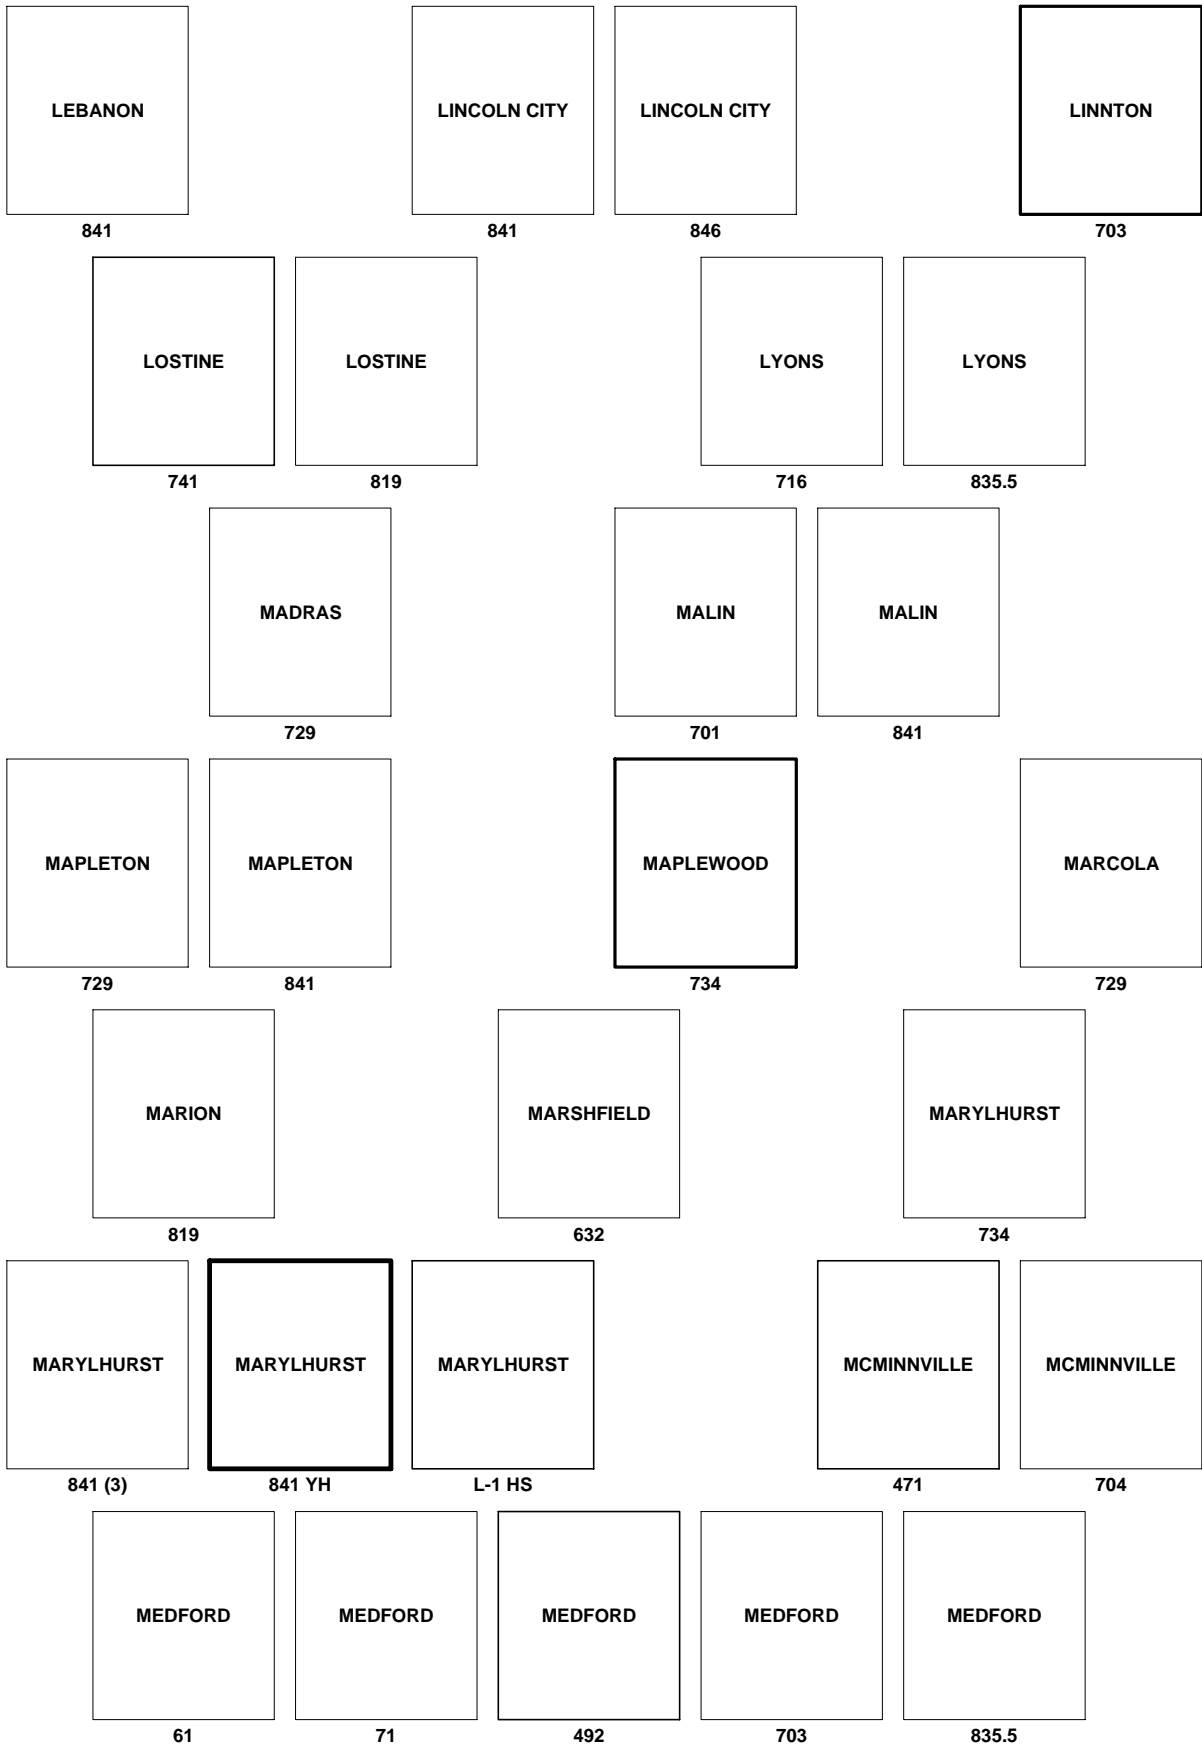 LEBANON LINCOLN CITY LINCOLN CITY LINNTON
841 841 846 703
LOSTINE LOSTINE LYONS LYONS
741 819 716 835.5
MADRAS MALIN MALIN
729 701 841
MAPLETON MAPLETON MAPLEWOOD MARCOLA
729 841 734 729
MARION MARSHFIELD MARYLHURST
819 632 734
MARYLHURST MARYLHURST MARYLHURST MCMINNVILLE MCMINNVILLE
841 (3) 841 YH L-1 HS 471 704
MEDFORD MEDFORD MEDFORD MEDFORD MEDFORD
61 71 492 703 835.5